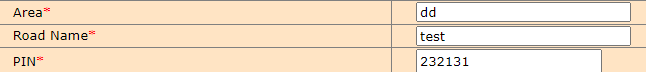 Area* dd
Road Name* test
PIN* 232131